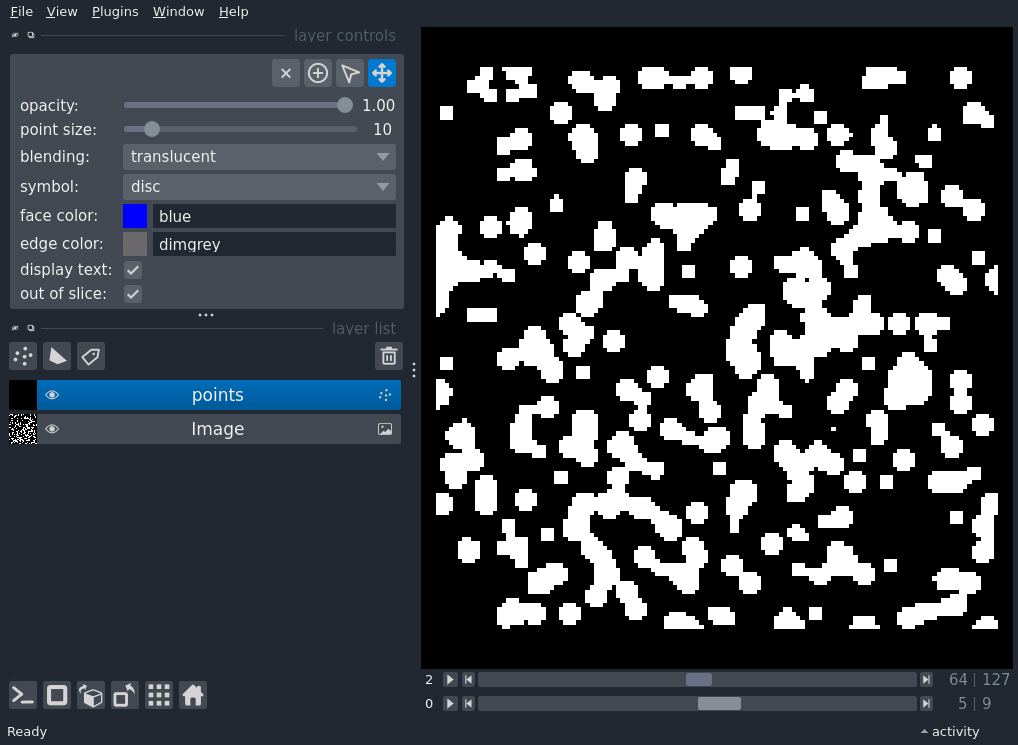 File View Plugins Window Help
layer controls
opacity: 1.00
point size: 10
blending: translucent
symbol: disc
face color: blue
edge color: dimgrey
display text:
out of slice:
layer list
points
Image
2 64 | 127
0 5 | 9
Ready activity